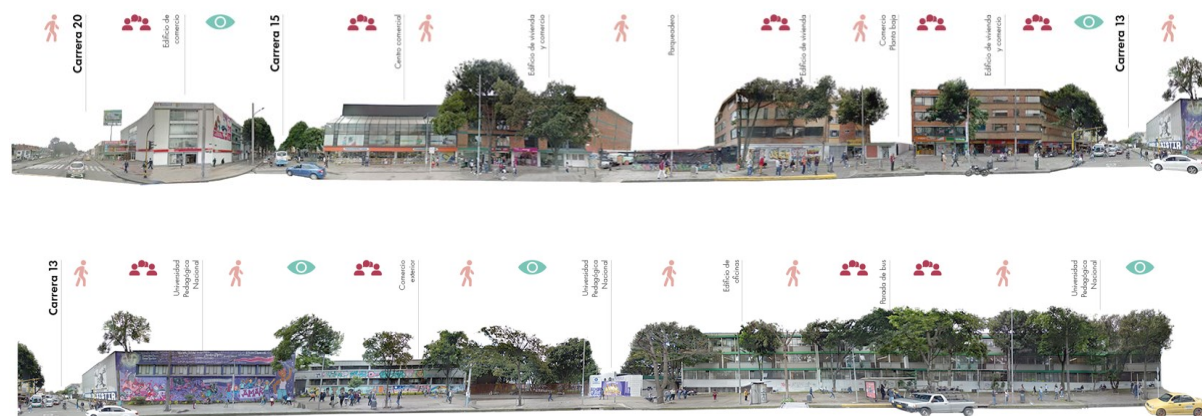 Carrera 20
Edificio de
comercio
Carrera 15
Centro comercial
Edificio de vivienda
y comercio
Parqueadero
Edificio de vivienda
Comercio
Planta baja
Edificio de vivienda
y comercio
Carrera 13
Carrera 13
Universidad
Pedagógica
Nacional
Comercio
exterior
Universidad
Pedagógica
Nacional
Edificio de
oficinas
Parada de bus
Universidad
Pedagógica
Nacional